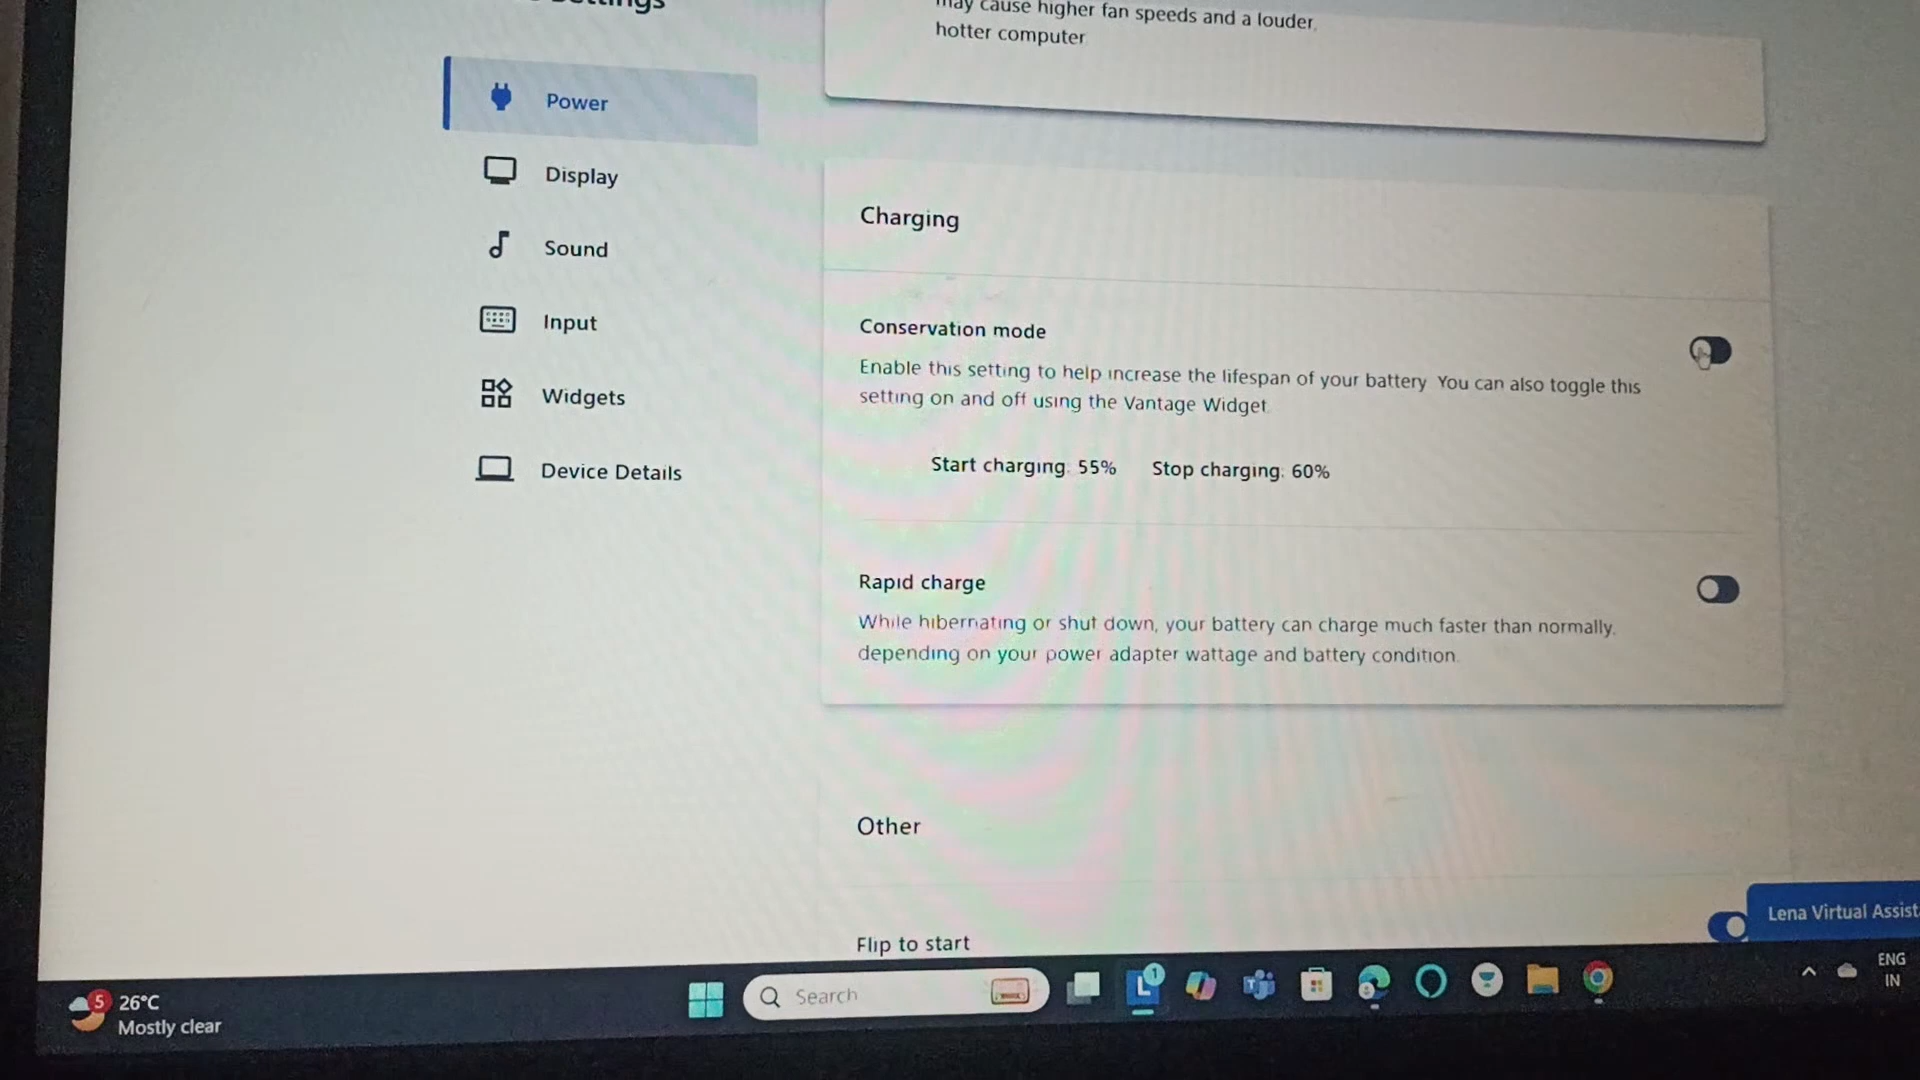 may cause higher fan speeds and a louder,
hotter computer
Power
Display
Sound
Input
Widgets
Device Details
Charging
Conservation mode
Enable this setting to help increase the lifespan of your battery. You can also toggle this
setting on and off using the Vantage Widget.
Start charging: 55% Stop charging: 60%
Rapid charge
While hibernating or shut down, your battery can charge much faster than normally,
depending on your power adapter wattage and battery condition.
Other
Flip to start
Lena Virtual Assist
5
26°C
Mostly clear
Search
L
1
ENG
IN